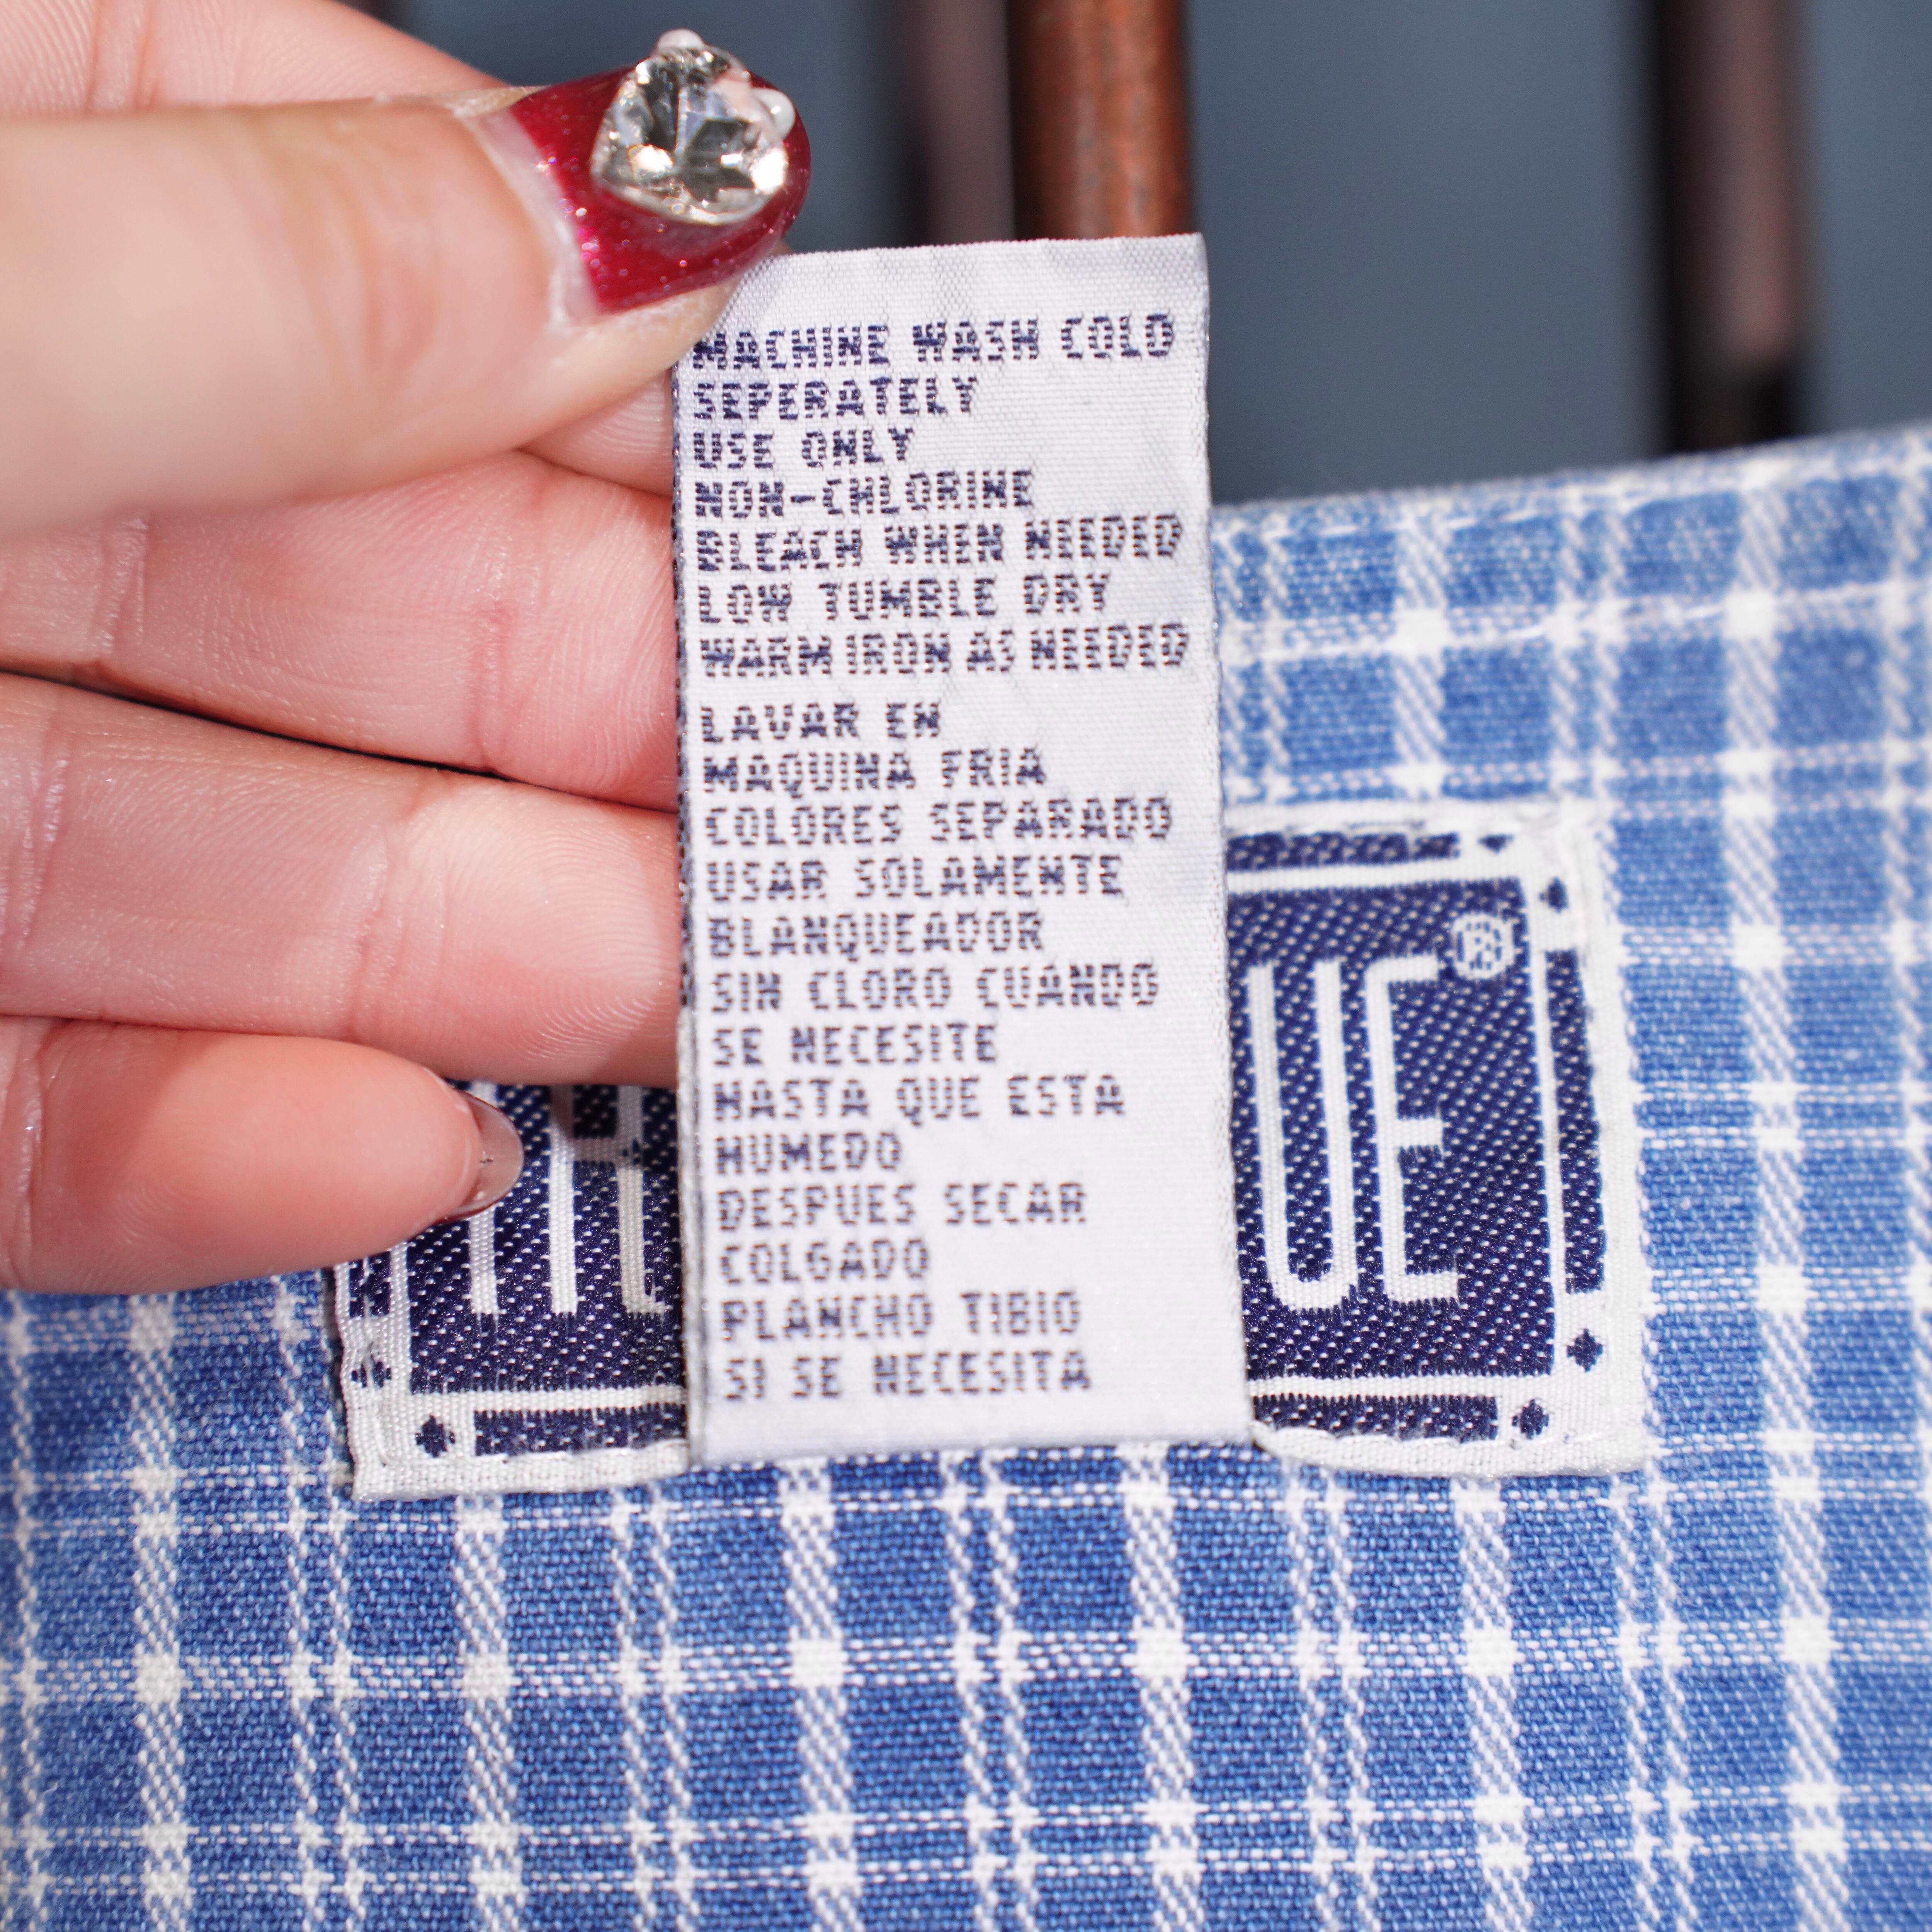 MACHINE WASH COLD
SEPERATELY
USE ONLY
NON-CHLORINE
BLEACH WHEN NEEDED
LOW TUMBLE DRY
WARM IRON AS NEEDED
LAVAR EN
MAQUINA FRIA
COLORES SEPARADO
USAR SOLAMENTE
BLANQUEADOR
SIN CLORO CUANDO
SE NECESITE
HASTA QUE ESTA
HUMEDO
DESPUES SECAR
COLGADO
PLANCHO TIBIO
SI SE NECESITA
UE®